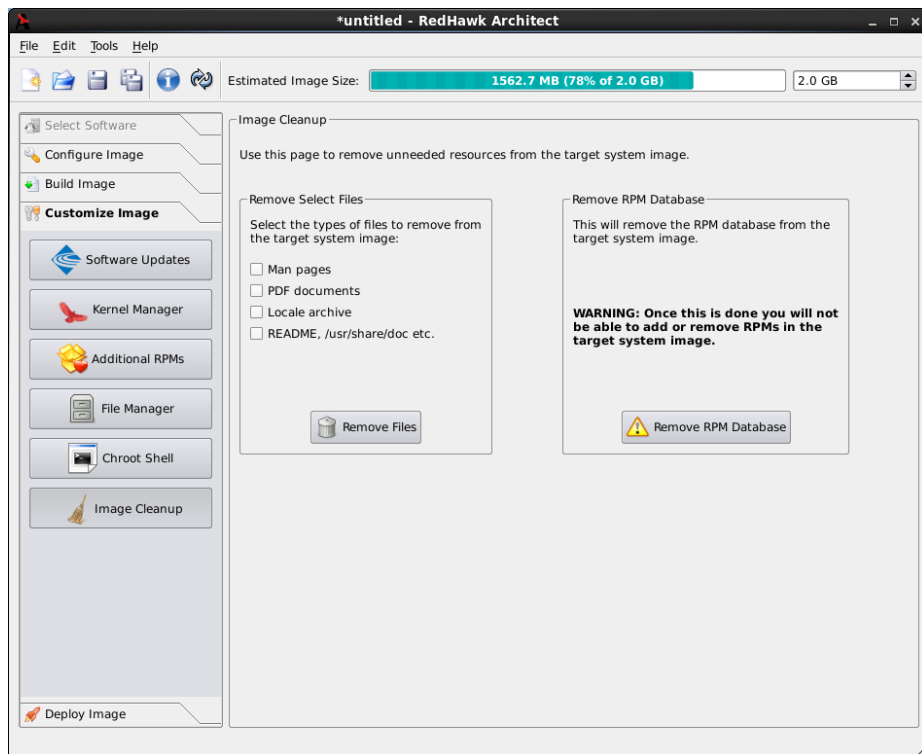 *untitled - RedHawk Architect
File Edit Tools Help
Estimated Image Size: 1562.7 MB (78% of 2.0 GB) 2.0 GB
Select Software
Configure Image
Build Image
Customize Image
Software Updates
Kernel Manager
Additional RPMs
File Manager
Chroot Shell
Image Cleanup
Deploy Image
Image Cleanup
Use this page to remove unneeded resources from the target system image.
Remove Select Files
Select the types of files to remove from
the target system image:
Man pages
PDF documents
Locale archive
README, /usr/share/doc etc.
Remove Files
Remove RPM Database
This will remove the RPM database from the
target system image.
WARNING: Once this is done you will not
be able to add or remove RPMs in the
target system image.
Remove RPM Database